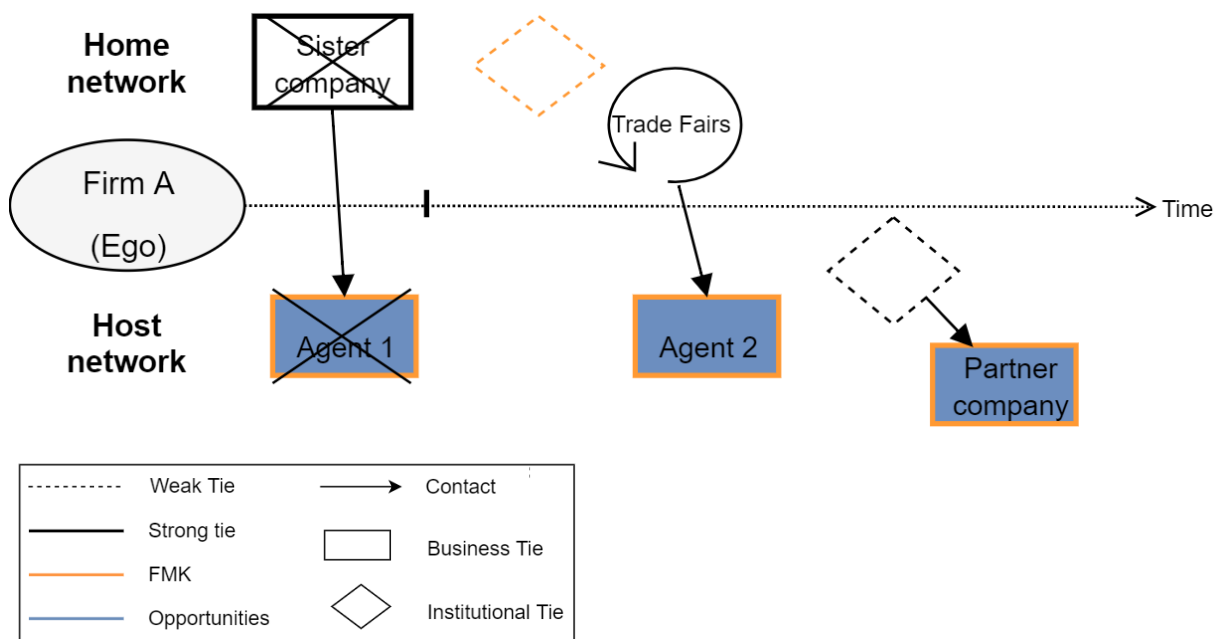 Home
network
Sister
company
Trade Fairs
Firm A
(Ego)
Time
Host
network
Agent 1
Agent 2
Partner
company
Weak Tie
Contact
Strong tie
Business Tie
FMK
Opportunities
Institutional Tie